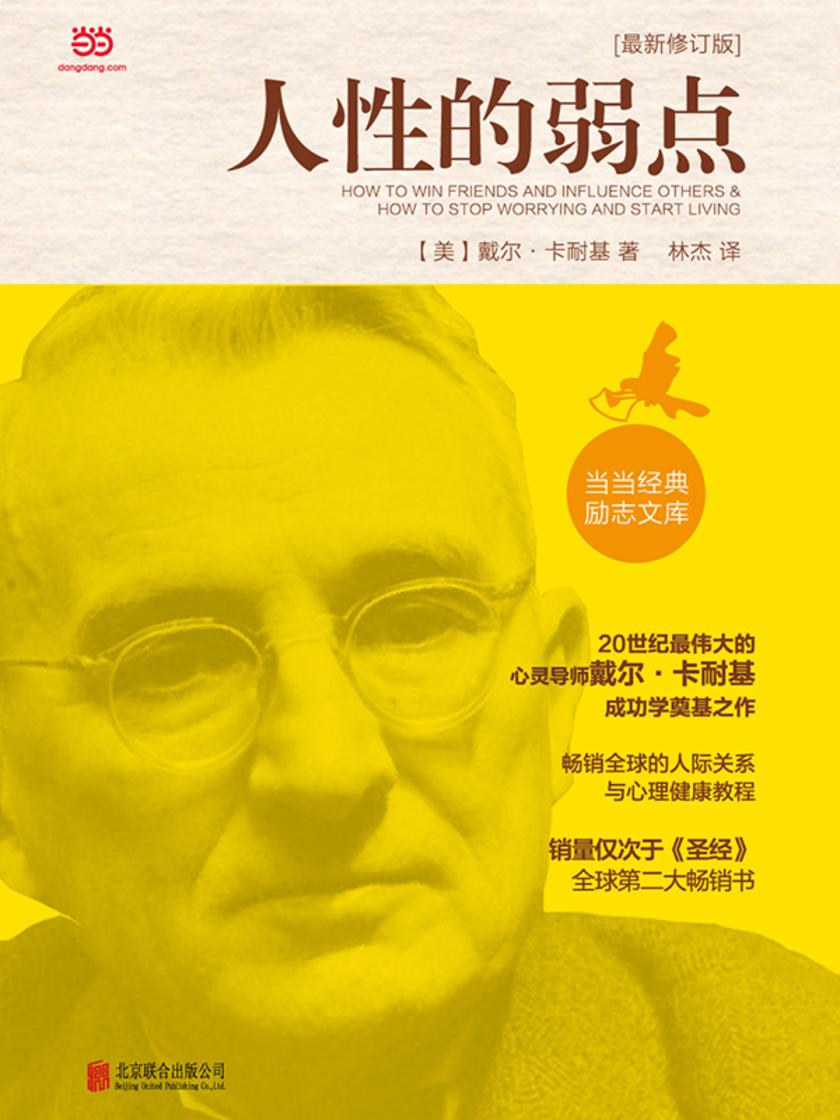 当当
dangdang.com
[最新修订版]
人性的弱点
HOW TO WIN FRIENDS AND INFLUENCE OTHERS &
HOW TO STOP WORRYING AND START LIVING
【美】戴尔·卡耐基 著 林杰 译
当当经典
励志文库
20世纪最伟大的
心灵导师戴尔·卡耐基
成功学奠基之作
畅销全球的人际关系
与心理健康教程
销量仅次于《圣经》
全球第二大畅销书
北京联合出版公司
Beijing United Publishing Co.,Ltd.